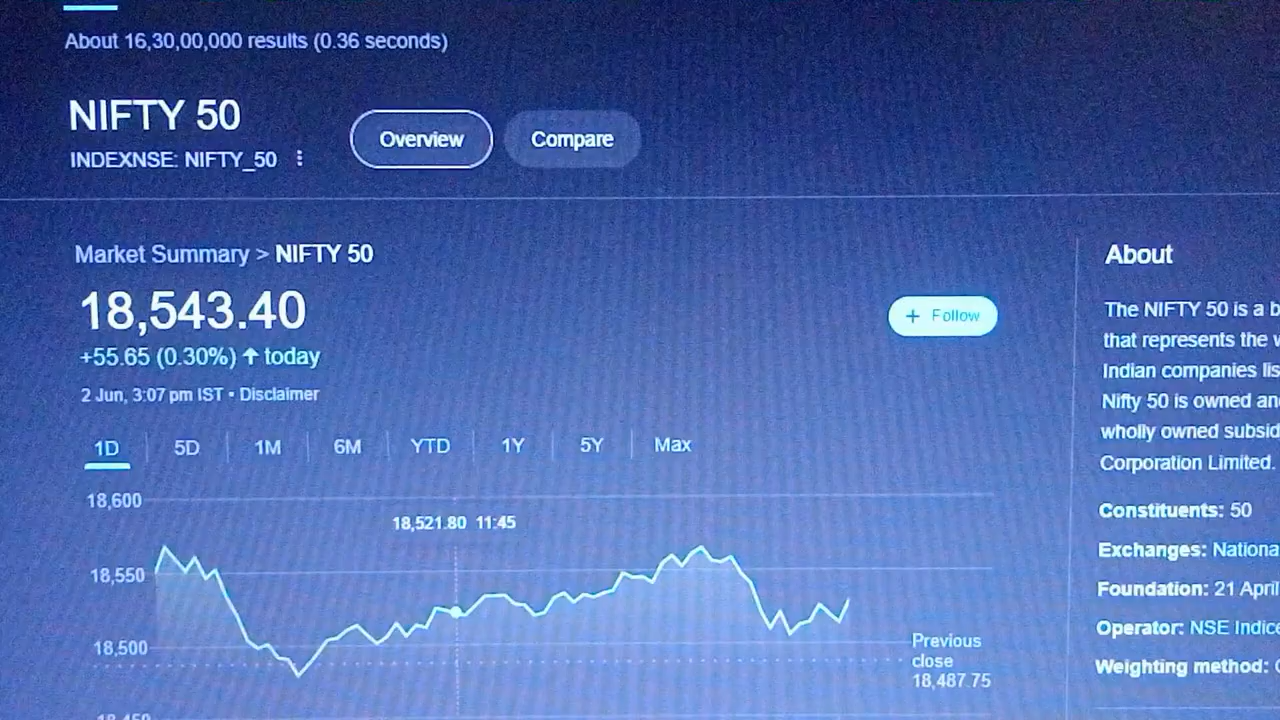 About 16,30,00,000 results (0.36 seconds)
NIFTY 50
INDEXNSE: NIFTY_50
Overview
Compare
Market Summary > NIFTY 50
18,543.40
+55.65 (0.30%) ↑ today
2 Jun, 3:07 pm IST • Disclaimer
+ Follow
1D 5D 1M 6M YTD 1Y 5Y Max
18,600
18,521.80 11:45
18,550
18,500
Previous
close
18,487.75
About
The NIFTY 50 is a b
that represents the w
Indian companies lis
Nifty 50 is owned an
wholly owned subsid
Corporation Limited.
Constituents: 50
Exchanges: Nationa
Foundation: 21 April
Operator: NSE Indice
Weighting method: